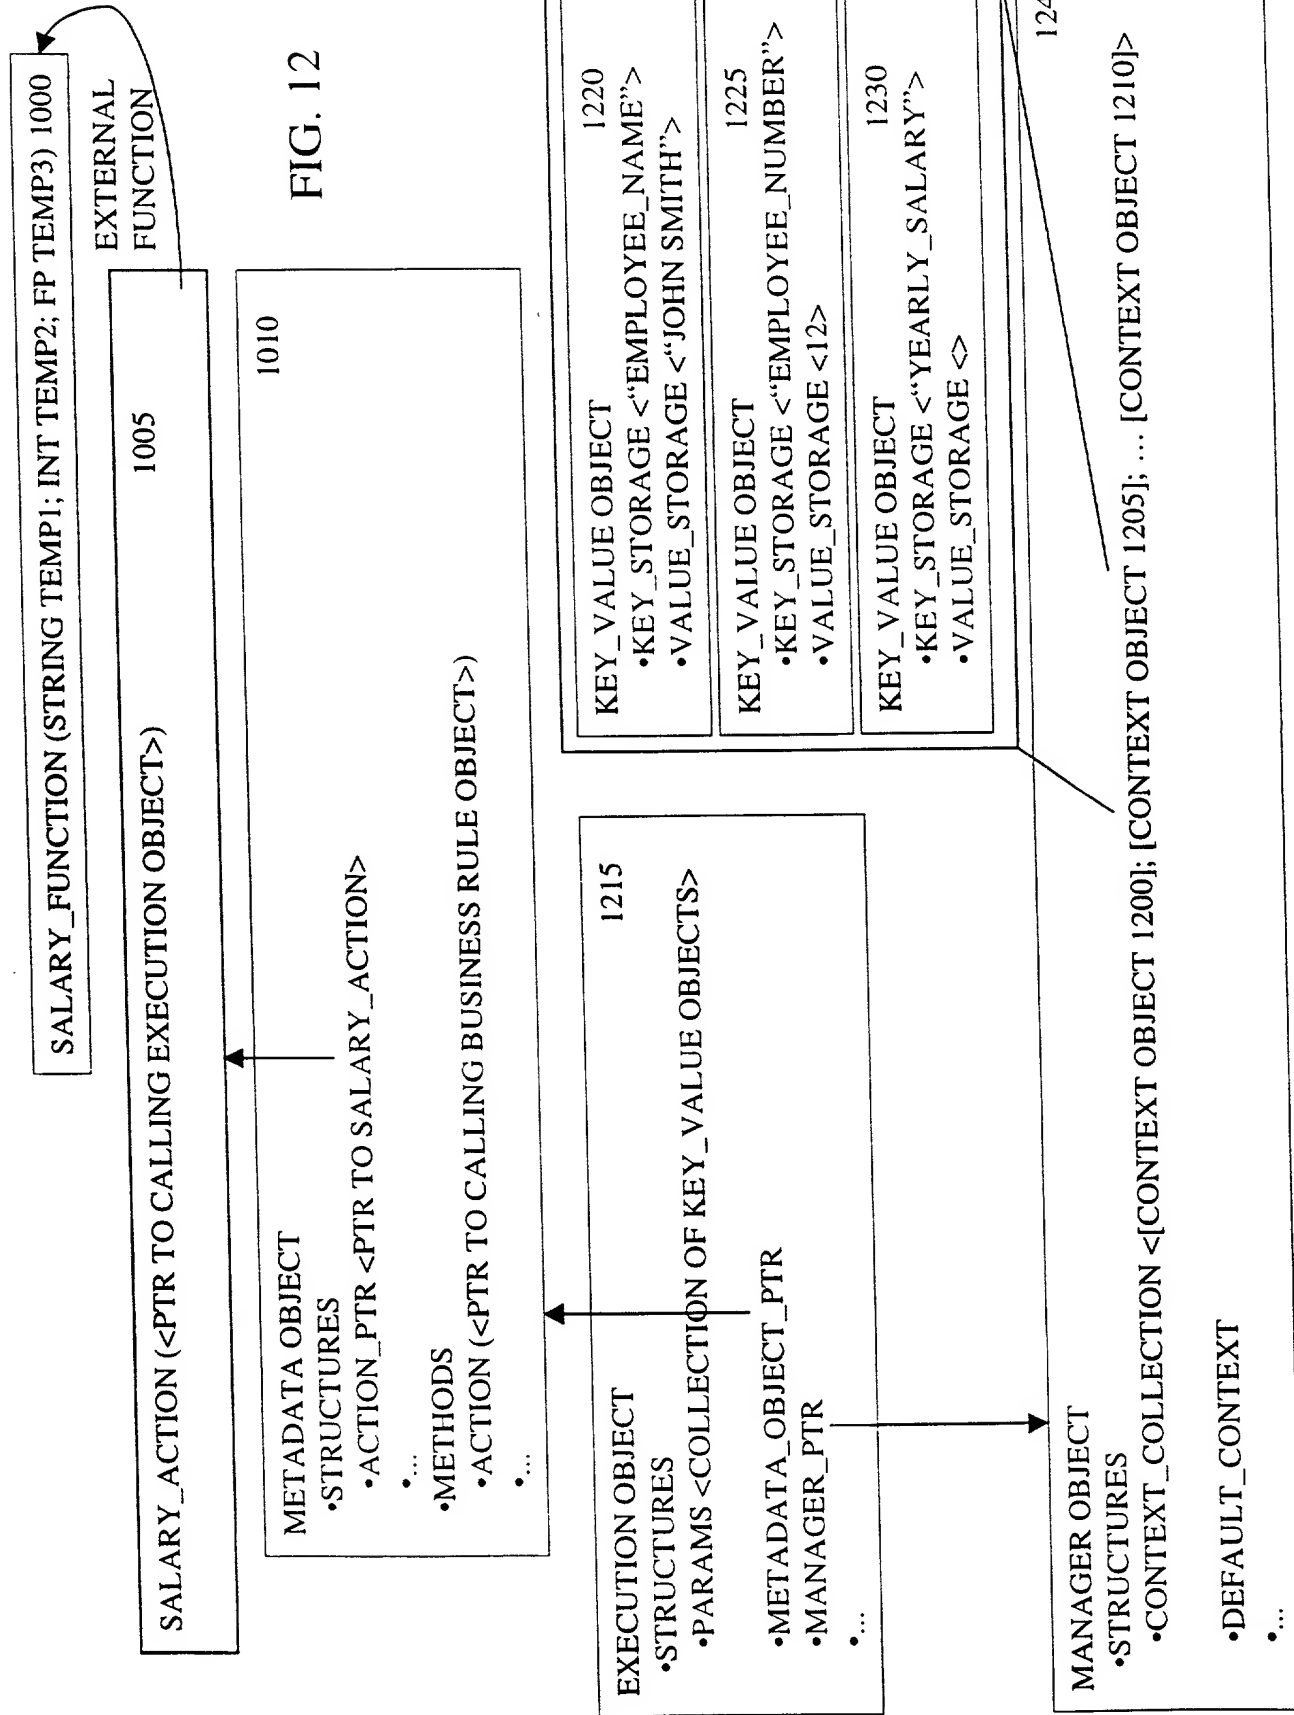 SALARY_FUNCTION (STRING TEMP1; INT TEMP2; FP TEMP3) 1000
EXTERNAL
FUNCTION
SALARY_ACTION (<PTR TO CALLING EXECUTION OBJECT>)
1005
FIG. 12
1010
METADATA OBJECT
•STRUCTURES
•ACTION_PTR <PTR TO SALARY_ACTION>
•...
•METHODS
•ACTION (<PTR TO CALLING BUSINESS RULE OBJECT>)
•...
1215
EXECUTION OBJECT
•STRUCTURES
•PARAMS <COLLECTION OF KEY_VALUE OBJECTS>
•METADATA_OBJECT_PTR
•MANAGER_PTR
•...
1220
KEY_VALUE OBJECT
•KEY_STORAGE <“EMPLOYEE_NAME”>
•VALUE_STORAGE <“JOHN SMITH”>
1225
KEY_VALUE OBJECT
•KEY_STORAGE <“EMPLOYEE_NUMBER”>
•VALUE_STORAGE <12>
1230
KEY_VALUE OBJECT
•KEY_STORAGE <“YEARLY_SALARY”>
•VALUE_STORAGE <>
MANAGER OBJECT
•STRUCTURES
•CONTEXT_COLLECTION <[CONTEXT OBJECT 1200]; [CONTEXT OBJECT 1205]; … [CONTEXT OBJECT 1210]>
•DEFAULT_CONTEXT
•...